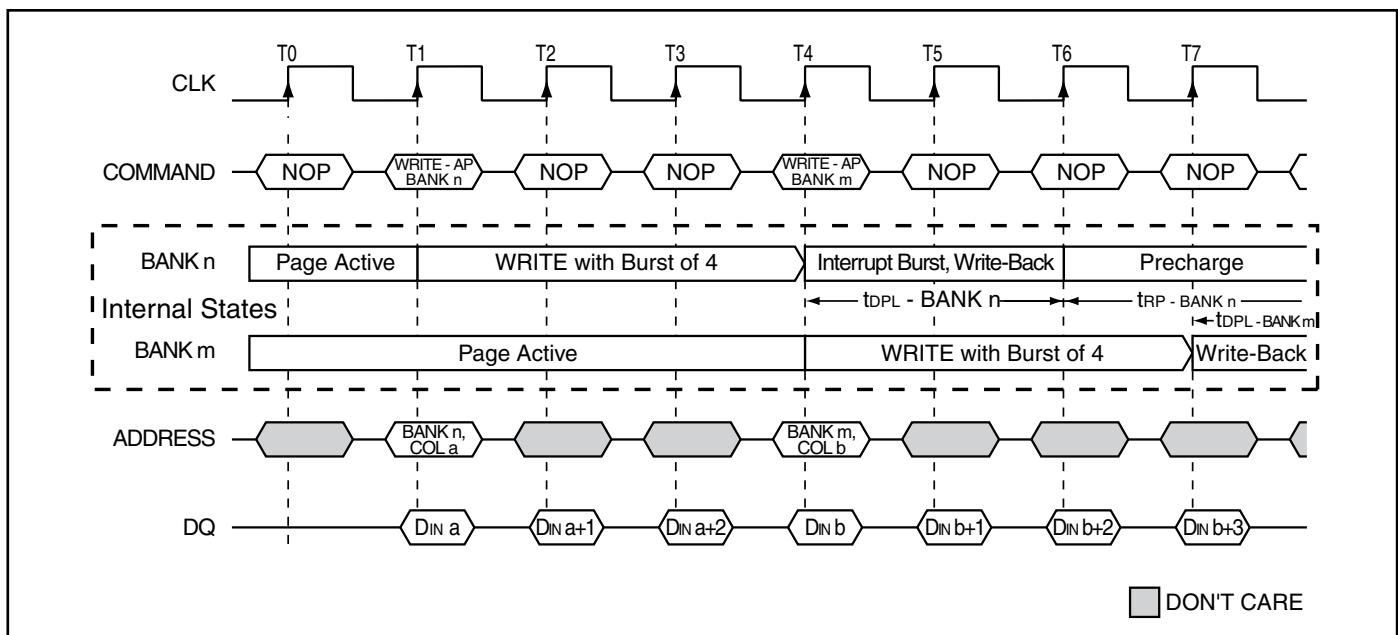 T0 T1 T2 T3 T4 T5 T6 T7
CLK
COMMAND NOP WRITE - AP BANK n NOP NOP WRITE - AP BANK m NOP NOP NOP
BANK n Page Active WRITE with Burst of 4 Interrupt Burst, Write-Back Precharge
tDPL - BANK n tRP - BANK n
Internal States
tDPL - BANK m
BANK m Page Active WRITE with Burst of 4 Write-Back
ADDRESS BANK n, COL a BANK m, COL b
DQ DIN a DIN a+1 DIN a+2 DIN b DIN b+1 DIN b+2 DIN b+3
DON'T CARE